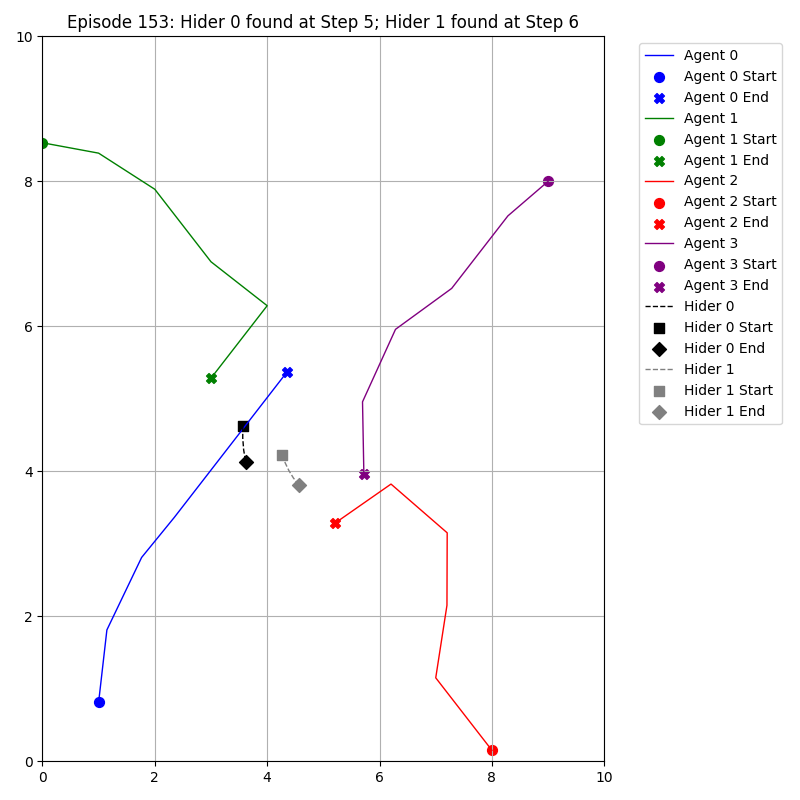 Episode 153: Hider 0 found at Step 5; Hider 1 found at Step 6
10
8
6
4
2
0
0 2 4 6 8 10
Agent 0
Agent 0 Start
Agent 0 End
Agent 1
Agent 1 Start
Agent 1 End
Agent 2
Agent 2 Start
Agent 2 End
Agent 3
Agent 3 Start
Agent 3 End
Hider 0
Hider 0 Start
Hider 0 End
Hider 1
Hider 1 Start
Hider 1 End